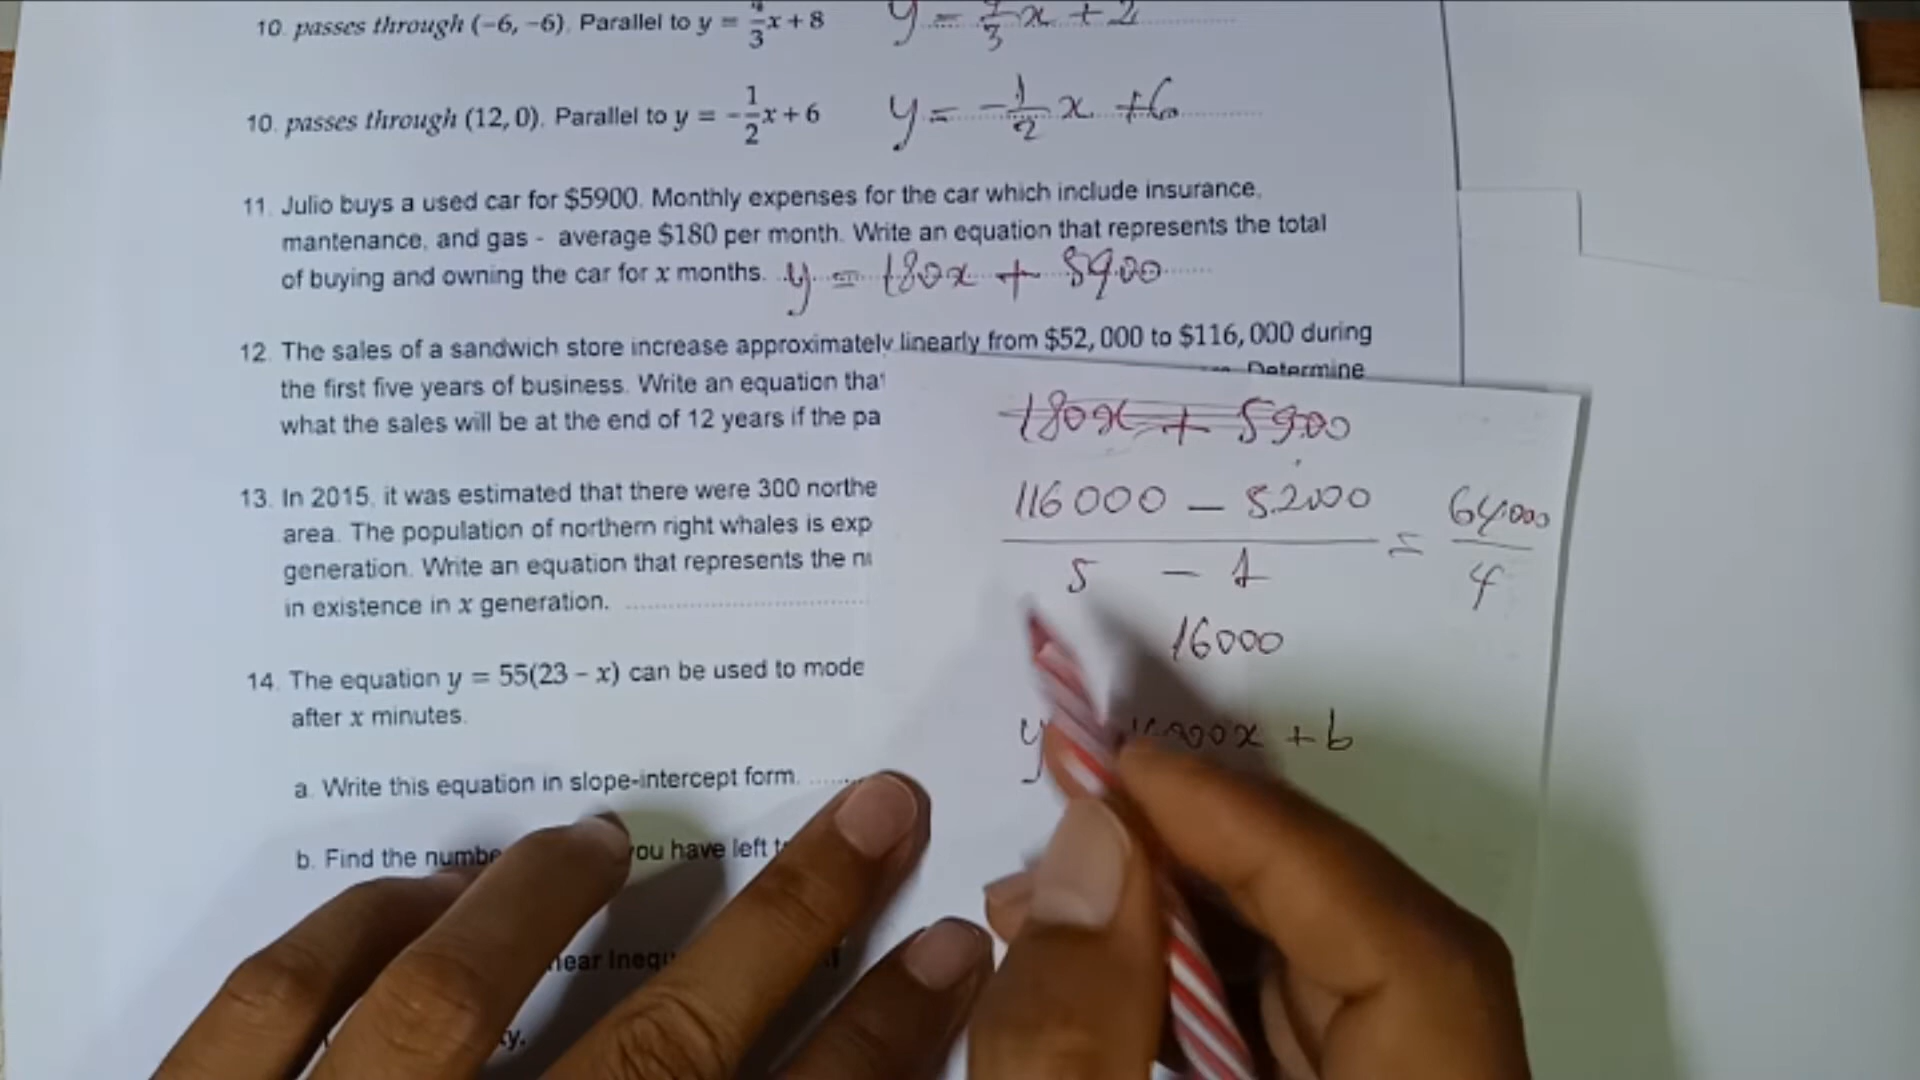 10. passes through (−6, −6). Parallel to y = 4/3 x + 8
y = 4/3 x + 2
10. passes through (12, 0). Parallel to y = −1/2 x + 6
y = −1/2 x + 6
11. Julio buys a used car for $5900. Monthly expenses for the car which include insurance,
mantenance, and gas - average $180 per month. Write an equation that represents the total
of buying and owning the car for x months. y = 180x + 5900
12. The sales of a sandwich store increase approximately linearly from $52,000 to $116,000 during
the first five years of business. Write an equation that Determine
what the sales will be at the end of 12 years if the
13. In 2015, it was estimated that there were 300
area. The population of northern right whales is
generation. Write an equation that represents the
in existence in x generation.
14. The equation y = 55(23 − x) can be used to
after x minutes.
a. Write this equation in slope-intercept form.
b. Find the you have left
180x + 5900
116000 − 52000 / 5 − 1 = 64000 / 4
16000
y 16000x + b